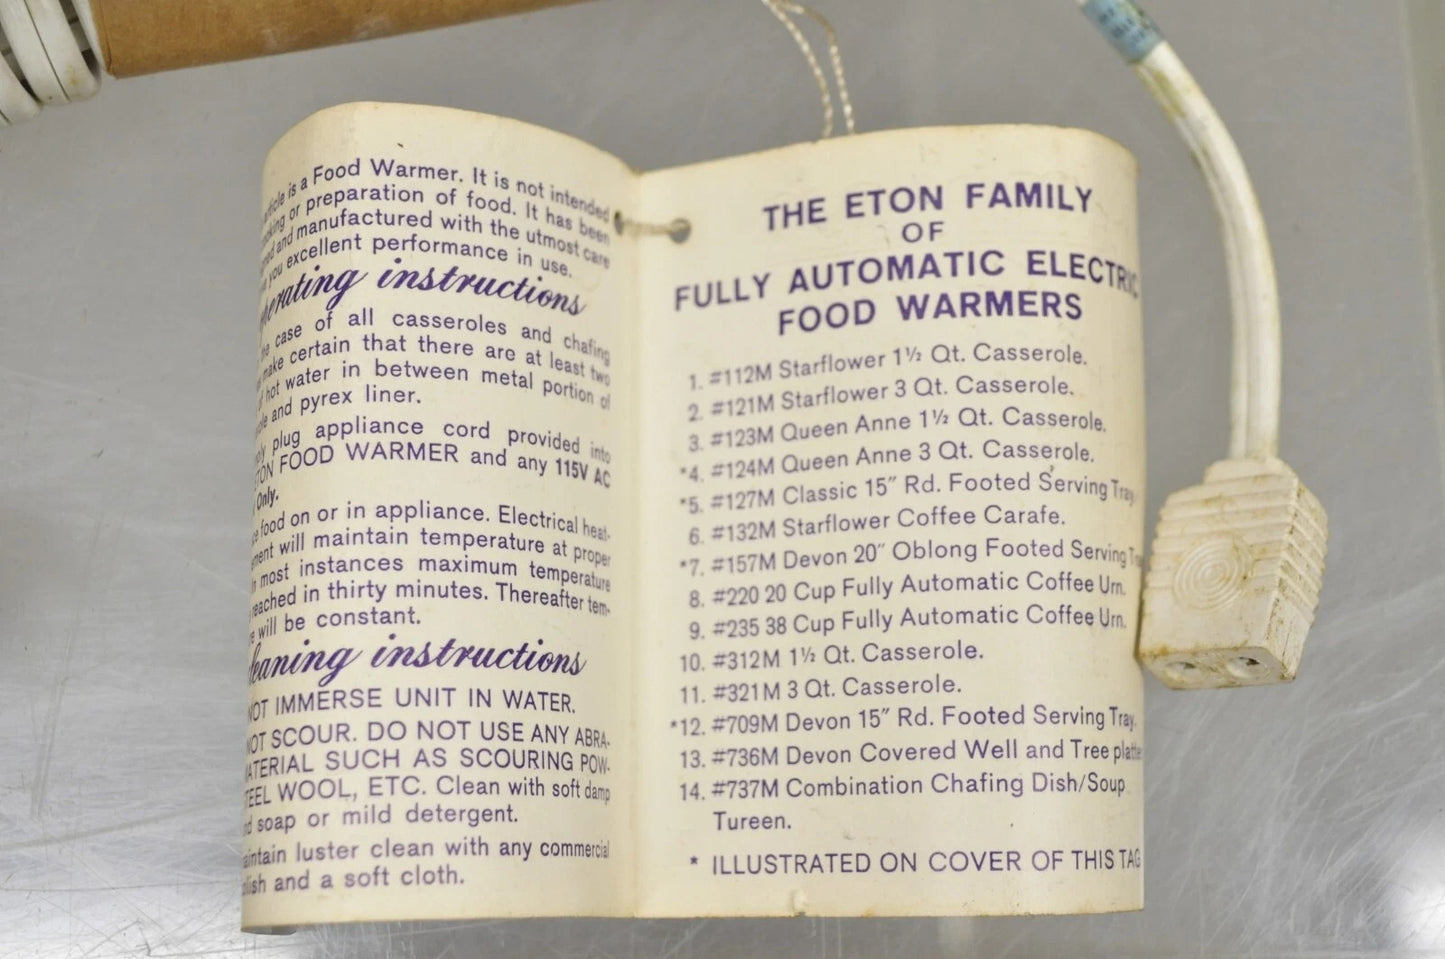 is a Food Warmer. It is not intended
or preparation of food. It has been
and manufactured with the utmost care
you excellent performance in use.
instructions
case of all casseroles and chafing
make certain that there are at least two
hot water in between metal portion of
and pyrex liner.
plug appliance cord provided into
FOOD WARMER and any 115V AC
Only.
food on or in appliance. Electrical heat-
will maintain temperature at proper
most instances maximum temperature
reached in thirty minutes. Thereafter tem-
will be constant.
instructions
NOT IMMERSE UNIT IN WATER.
NOT SCOUR. DO NOT USE ANY ABRA-
MATERIAL SUCH AS SCOURING POW-
WOOL, ETC. Clean with soft damp
soap or mild detergent.
luster clean with any commercial
and a soft cloth.
THE ETON FAMILY
OF
FULLY AUTOMATIC ELECTRIC
FOOD WARMERS
1. #112M Starflower 1½ Qt. Casserole.
2. #121M Starflower 3 Qt. Casserole.
3. #123M Queen Anne 1½ Qt. Casserole.
*4. #124M Queen Anne 3 Qt. Casserole.
*5. #127M Classic 15″ Rd. Footed Serving Tray
6. #132M Starflower Coffee Carafe.
*7. #157M Devon 20″ Oblong Footed Serving
8. #220 20 Cup Fully Automatic Coffee Urn.
9. #235 38 Cup Fully Automatic Coffee Urn.
10. #312M 1½ Qt. Casserole.
11. #321M 3 Qt. Casserole.
*12. #709M Devon 15″ Rd. Footed Serving Tray.
13. #736M Devon Covered Well and Tree platte
14. #737M Combination Chafing Dish/Soup
Tureen.
* ILLUSTRATED ON COVER OF THIS TAG